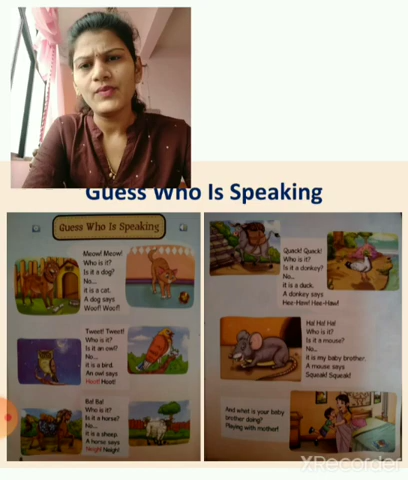 Guess Who Is Speaking
Guess Who Is Speaking
Meow! Meow!
Who is it?
Is it a dog?
No...
it is a cat.
A dog says
Woof! Woof!
Tweet! Tweet!
Who is it?
Is it an owl?
No...
it is a bird.
An owl says
Hoot! Hoot!
Ba! Ba!
Who is it?
Is it a horse?
No...
it is a sheep.
A horse says
Neigh! Neigh!
Quack! Quack!
Who is it?
Is it a donkey?
No...
it is a duck.
A donkey says
Hee-Haw! Hee-Haw!
Ha! Ha! Ha!
Who is it?
Is it a mouse?
No...
it is my baby brother.
A mouse says
Squeak! Squeak!
And what is your baby
brother doing?
Playing with mother!
XRecorder